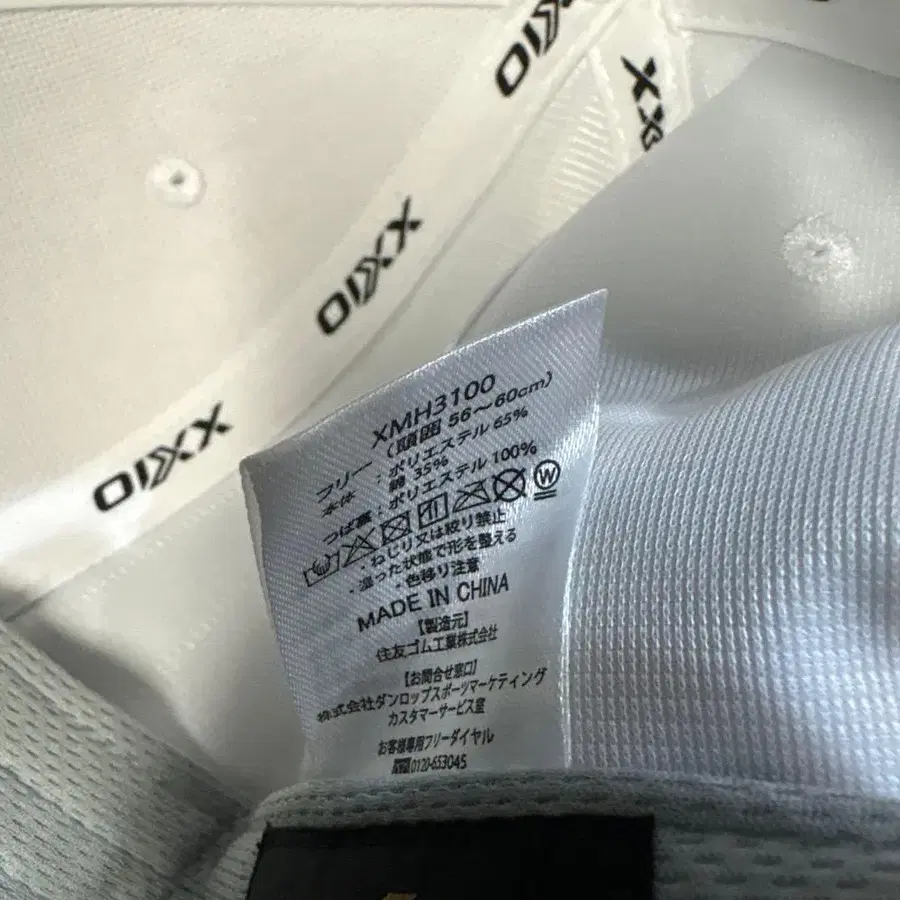 XXIO
XX
XXIO
XXIO
XMH3100
フリー（頭囲 56〜60cm）
本体 ：ポリエステル 65%
綿 35%
つば裏：ポリエステル 100%
W
・ねじり又は絞り禁止
・湿った状態で形を整える
・色移り注意
MADE IN CHINA
【製造元】
住友ゴム工業株式会社
【お問合せ窓口】
株式会社ダンロップスポーツマーケティング
カスタマーサービス室
お客様専用フリーダイヤル
0120-653045